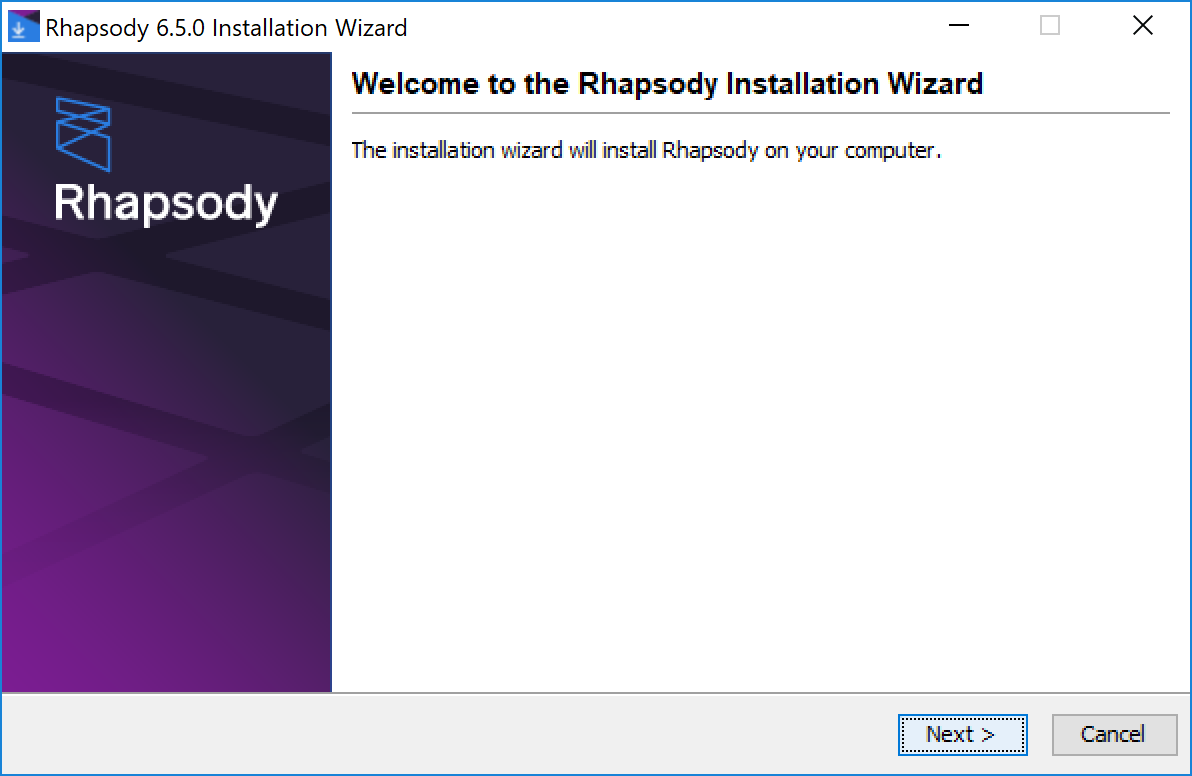 Rhapsody 6.5.0 Installation Wizard
Rhapsody
Welcome to the Rhapsody Installation Wizard
The installation wizard will install Rhapsody on your computer.
Next >
Cancel